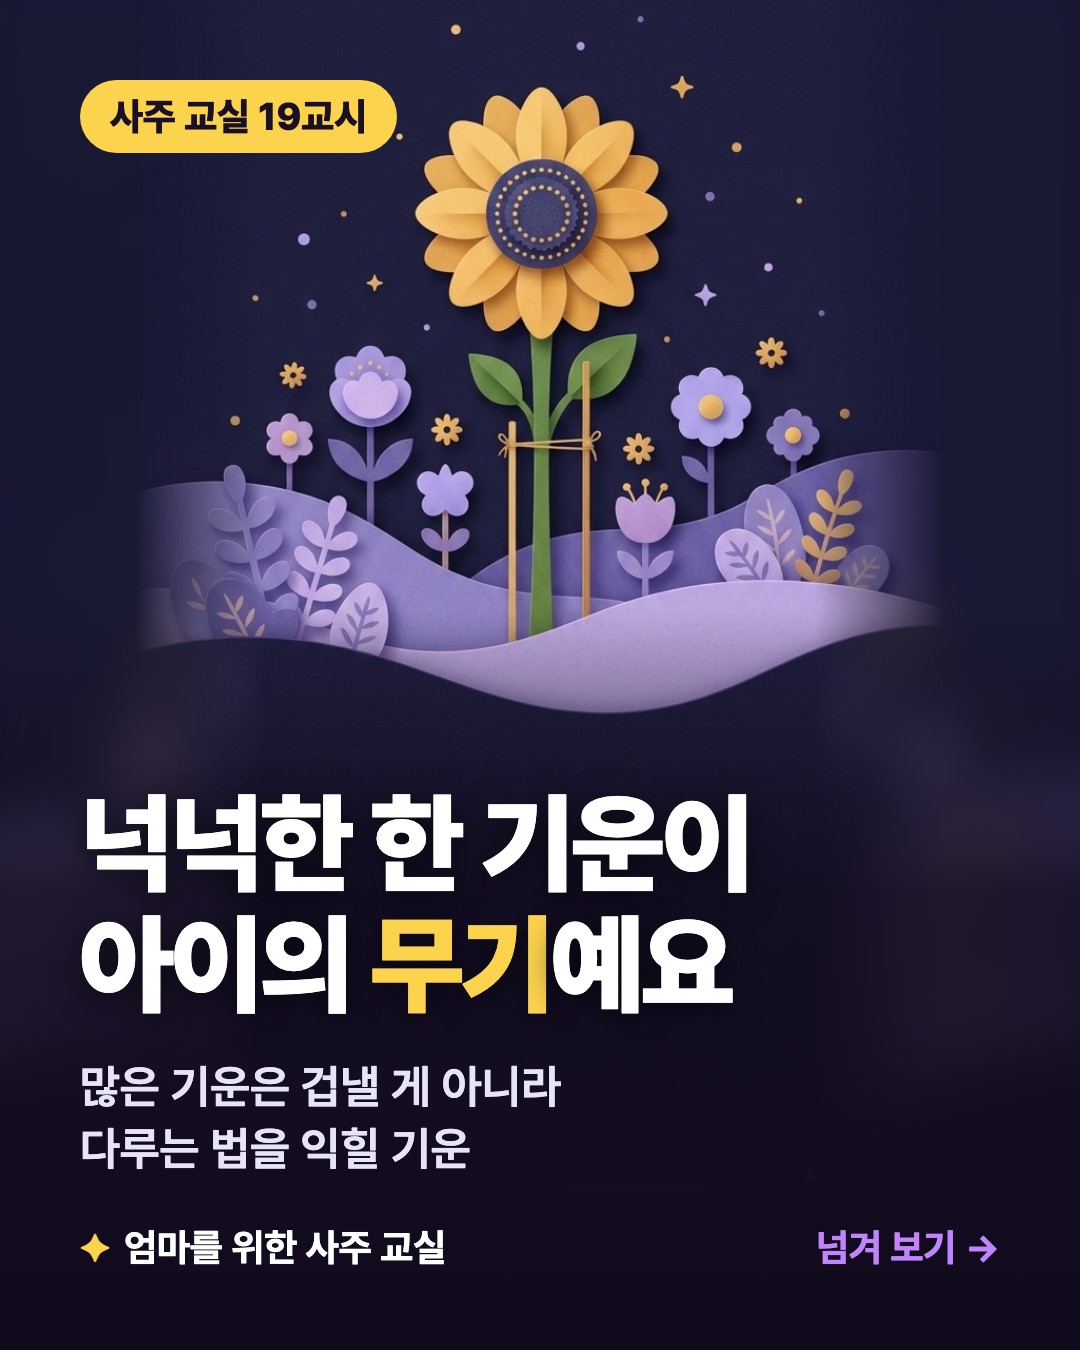 사주 교실 19교시
넉넉한 한 기운이
아이의 무기예요
많은 기운은 겁낼 게 아니라
다루는 법을 익힐 기운
엄마를 위한 사주 교실
넘겨 보기 →